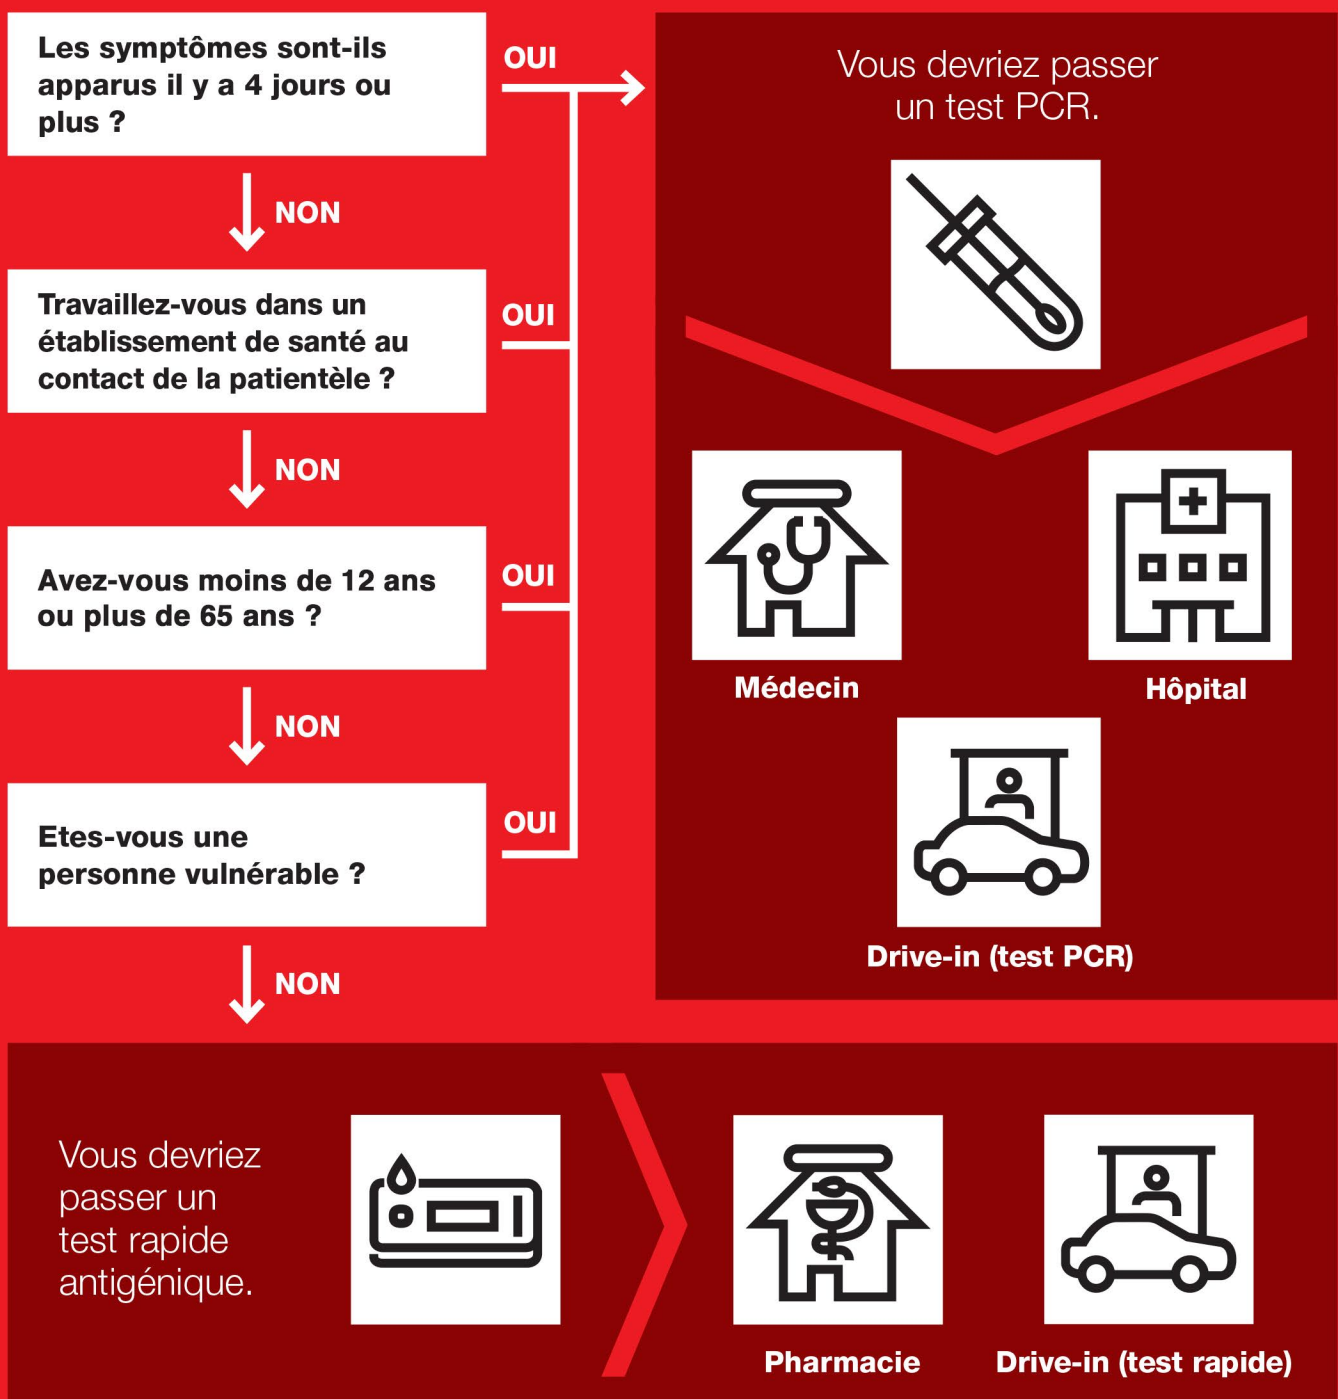 Les symptômes sont-ils
apparus il y a 4 jours ou
plus ?
OUI
NON
Travaillez-vous dans un
établissement de santé au
contact de la patientèle ?
OUI
NON
Avez-vous moins de 12 ans
ou plus de 65 ans ?
OUI
NON
Etes-vous une
personne vulnérable ?
OUI
NON
Vous devriez passer
un test PCR.
Médecin
Hôpital
Drive-in (test PCR)
Vous devriez
passer un
test rapide
antigénique.
Pharmacie
Drive-in (test rapide)